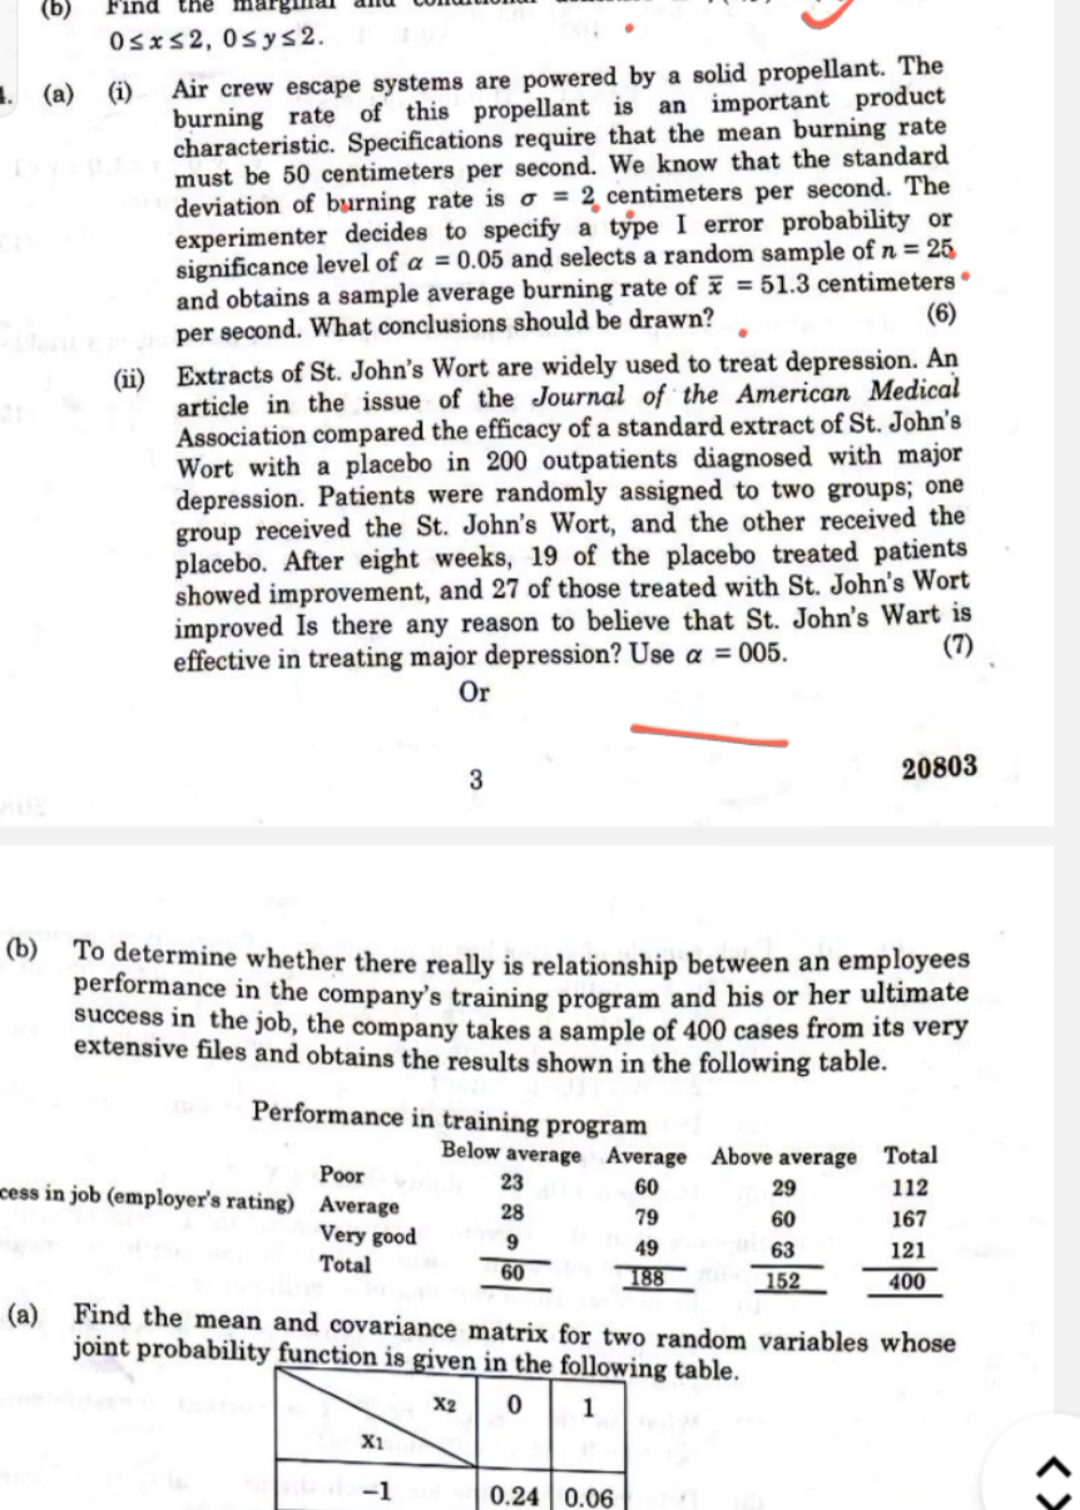 (b) Find the marginal and
0≤x≤2, 0≤y≤2.
(a) (i) Air crew escape systems are powered by a solid propellant. The
burning rate of this propellant is an important product
characteristic. Specifications require that the mean burning rate
must be 50 centimeters per second. We know that the standard
deviation of burning rate is σ = 2 centimeters per second. The
experimenter decides to specify a type I error probability or
significance level of α = 0.05 and selects a random sample of n = 25
and obtains a sample average burning rate of x̅ = 51.3 centimeters
per second. What conclusions should be drawn? (6)
(ii) Extracts of St. John's Wort are widely used to treat depression. An
article in the issue of the Journal of the American Medical
Association compared the efficacy of a standard extract of St. John's
Wort with a placebo in 200 outpatients diagnosed with major
depression. Patients were randomly assigned to two groups; one
group received the St. John's Wort, and the other received the
placebo. After eight weeks, 19 of the placebo treated patients
showed improvement, and 27 of those treated with St. John's Wort
improved Is there any reason to believe that St. John's Wart is
effective in treating major depression? Use α = 005. (7)
Or
3 20803
(b) To determine whether there really is relationship between an employees
performance in the company's training program and his or her ultimate
success in the job, the company takes a sample of 400 cases from its very
extensive files and obtains the results shown in the following table.
Performance in training program
Below average Average Above average Total
Poor 23 60 29 112
cess in job (employer's rating) Average 28 79 60 167
Very good 9 49 63 121
Total 60 188 152 400
(a) Find the mean and covariance matrix for two random variables whose
joint probability function is given in the following table.
X2 0 1
X1
-1 0.24 0.06